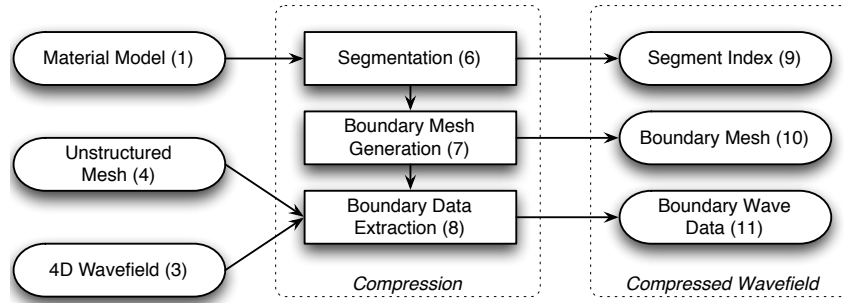 Material Model (1)
Segmentation (6)
Segment Index (9)
Unstructured
Mesh (4)
Boundary Mesh
Generation (7)
Boundary Mesh (10)
4D Wavefield (3)
Boundary Data
Extraction (8)
Boundary Wave
Data (11)
Compression
Compressed Wavefield